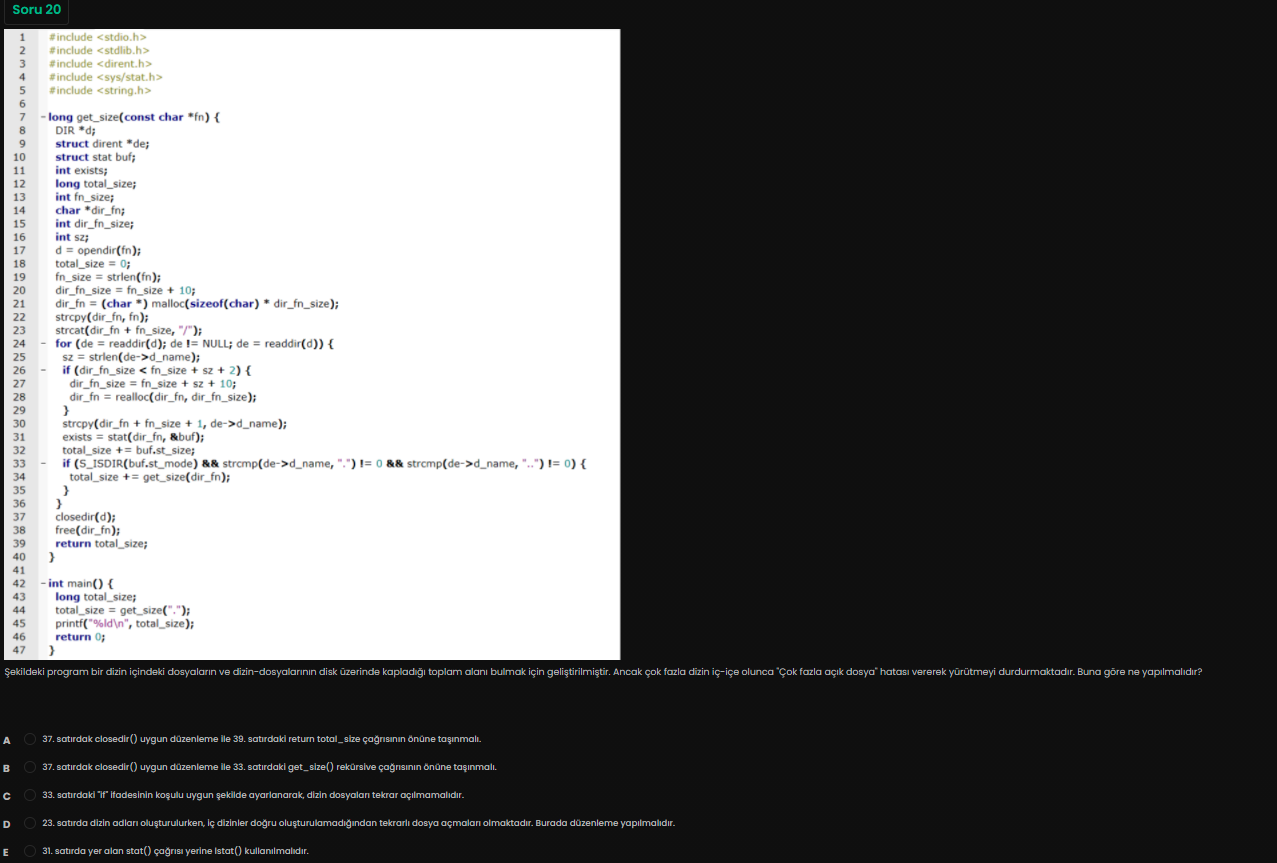 Soru 20
1 #include <stdio.h>
2 #include <stdlib.h>
3 #include <dirent.h>
4 #include <sys/stat.h>
5 #include <string.h>
6
7 - long get_size(const char *fn) {
8 DIR *d;
9 struct dirent *de;
10 struct stat buf;
11 int exists;
12 long total_size;
13 int fn_size;
14 char *dir_fn;
15 int dir_fn_size;
16 int sz;
17 d = opendir(fn);
18 total_size = 0;
19 fn_size = strlen(fn);
20 dir_fn_size = fn_size + 10;
21 dir_fn = (char *) malloc(sizeof(char) * dir_fn_size);
22 strcpy(dir_fn, fn);
23 strcat(dir_fn + fn_size, "/");
24 - for (de = readdir(d); de != NULL; de = readdir(d)) {
25 sz = strlen(de->d_name);
26 - if (dir_fn_size < fn_size + sz + 2) {
27 dir_fn_size = fn_size + sz + 10;
28 dir_fn = realloc(dir_fn, dir_fn_size);
29 }
30 strcpy(dir_fn + fn_size + 1, de->d_name);
31 exists = stat(dir_fn, &buf);
32 total_size += buf.st_size;
33 - if (S_ISDIR(buf.st_mode) && strcmp(de->d_name, ".") != 0 && strcmp(de->d_name, "..") != 0) {
34 total_size += get_size(dir_fn);
35 }
36 }
37 closedir(d);
38 free(dir_fn);
39 return total_size;
40 }
41
42 - int main() {
43 long total_size;
44 total_size = get_size(".");
45 printf("%ld\n", total_size);
46 return 0;
47 }
Şekildeki program bir dizin içindeki dosyaların ve dizin-dosyalarının disk üzerinde kapladığı toplam alanı bulmak için geliştirilmiştir. Ancak çok fazla dizin iç-içe olunca "Çok fazla açık dosya" hatası vererek yürütmeyi durdurmaktadır. Buna göre ne yapılmalıdır?
A 37. satırdak closedir() uygun düzenleme ile 39. satırdaki return total_size çağrısının önüne taşınmalı.
B 37. satırdak closedir() uygun düzenleme ile 33. satırdaki get_size() rekürsive çağrısının önüne taşınmalı.
C 33. satırdaki "if" ifadesinin koşulu uygun şekilde ayarlanarak, dizin dosyaları tekrar açılmamalıdır.
D 23. satırda dizin adları oluşturulurken, iç dizinler doğru oluşturulamadığından tekrarlı dosya açmaları olmaktadır. Burada düzenleme yapılmalıdır.
E 31. satırda yer alan stat() çağrısı yerine lstat() kullanılmalıdır.